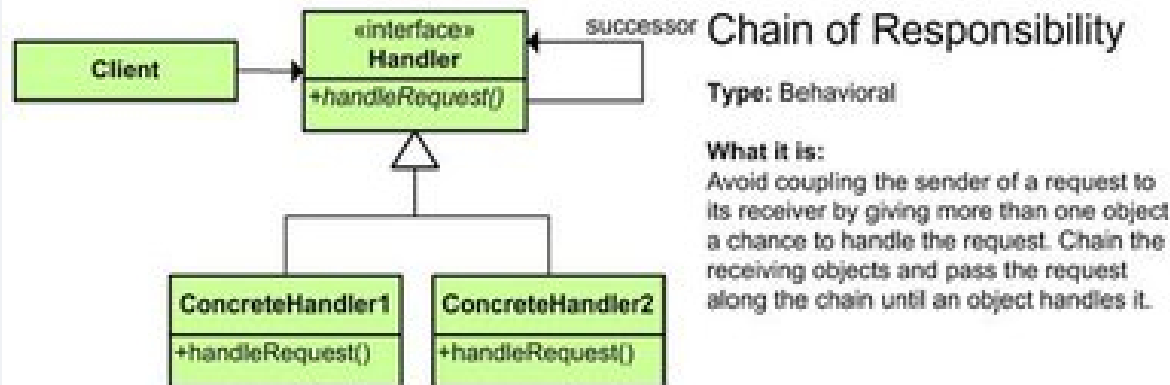 Client
«interface»
Handler
+handleRequest()
successor
ConcreteHandler1
+handleRequest()
ConcreteHandler2
+handleRequest()
Chain of Responsibility
Type: Behavioral
What it is:
Avoid coupling the sender of a request to
its receiver by giving more than one object
a chance to handle the request. Chain the
receiving objects and pass the request
along the chain until an object handles it.